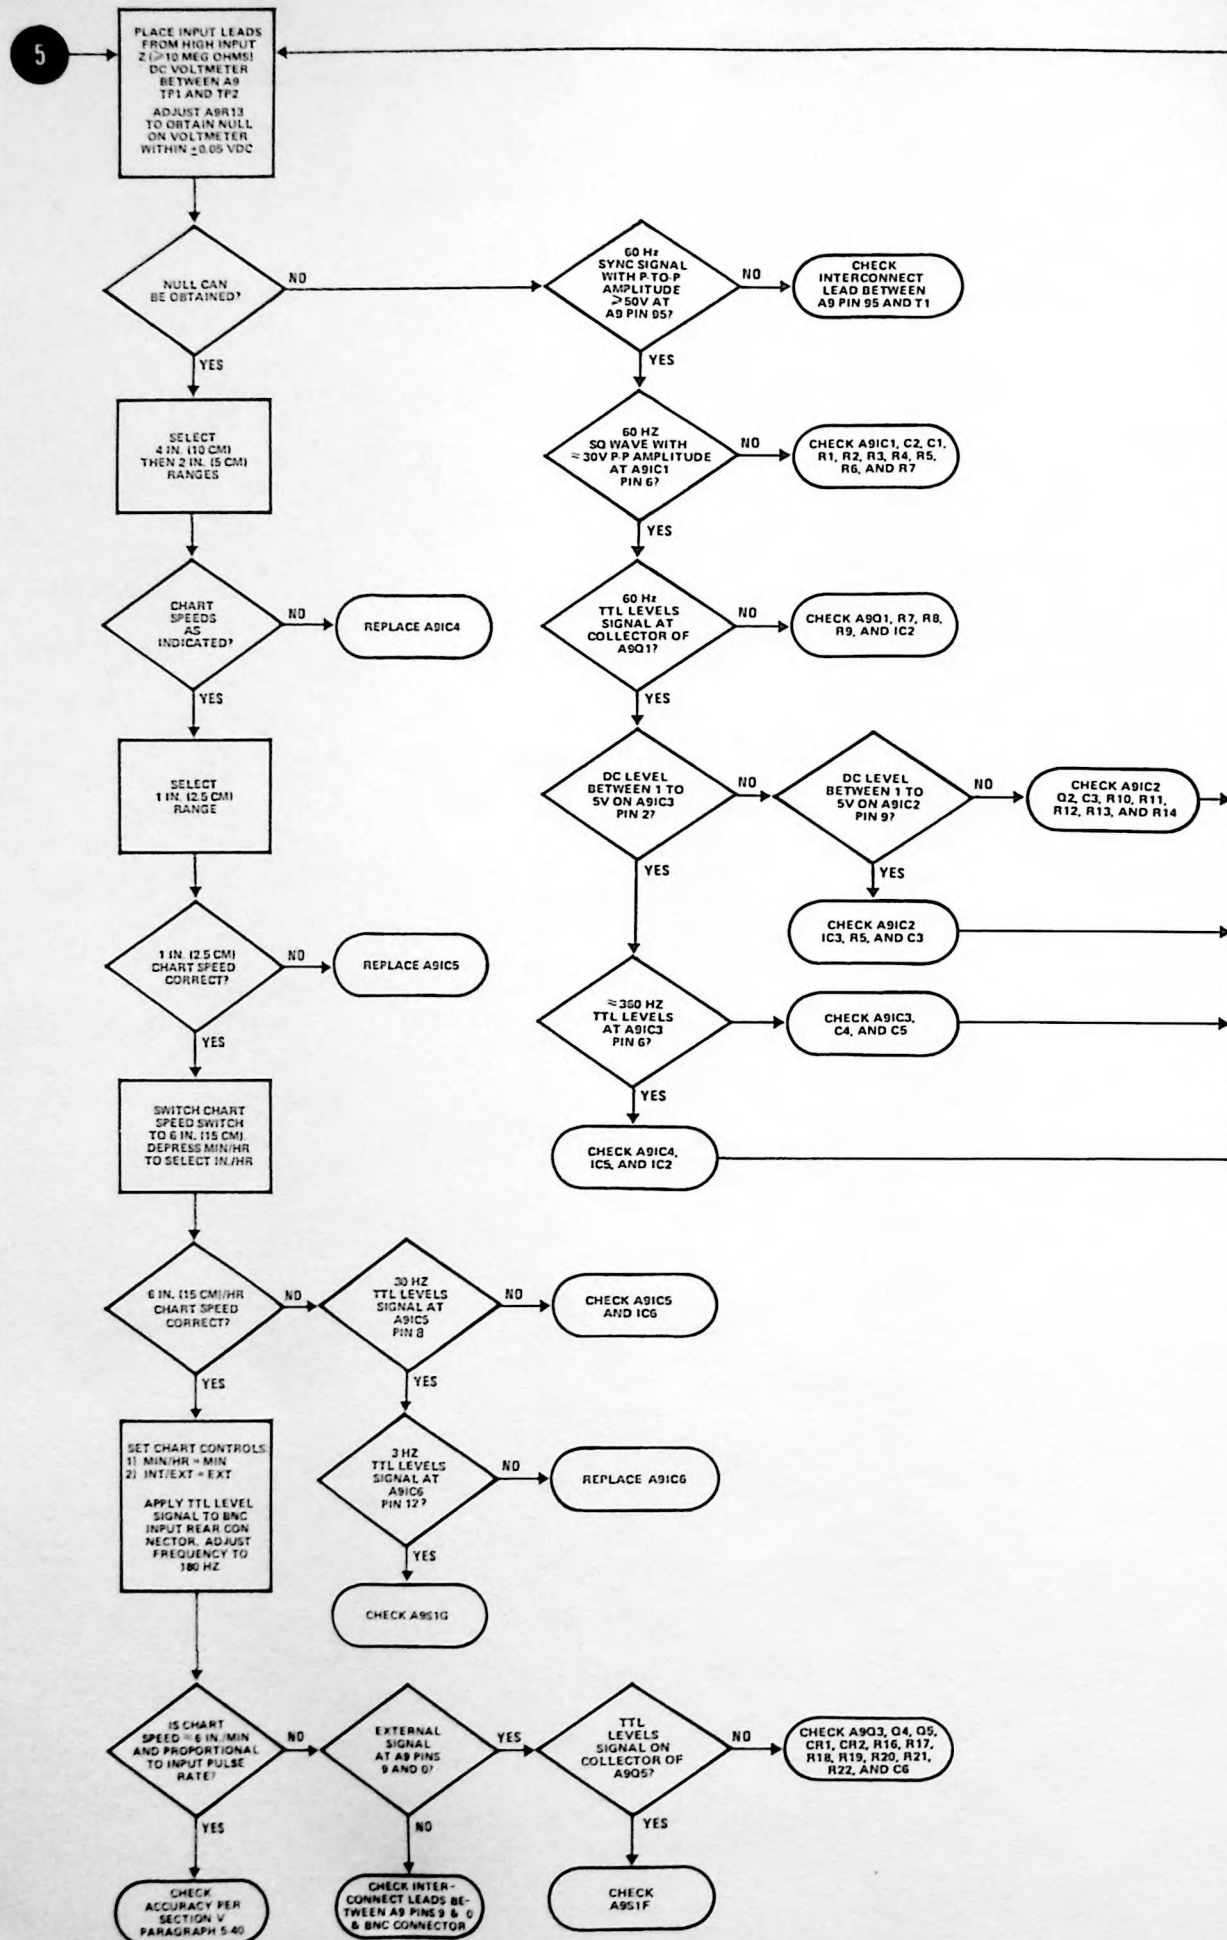 5
PLACE INPUT LEADS
FROM HIGH INPUT
Z (≥10 MEG OHMS)
DC VOLTMETER
BETWEEN A9
TP1 AND TP2
ADJUST A9R13
TO OBTAIN NULL
ON VOLTMETER
WITHIN ±0.05 VDC
NULL CAN
BE OBTAINED?
NO
YES
60 Hz
SYNC SIGNAL
WITH P-TO-P
AMPLITUDE
≥50V AT
A9 PIN 95?
NO
YES
CHECK
INTERCONNECT
LEAD BETWEEN
A9 PIN 95 AND T1
SELECT
4 IN. (10 CM)
THEN 2 IN. (5 CM)
RANGES
60 HZ
SQ WAVE WITH
≈30V P-P AMPLITUDE
AT A9IC1
PIN 6?
NO
YES
CHECK A9IC1, C2, C1,
R1, R2, R3, R4, R5,
R6, AND R7
CHART
SPEEDS
AS
INDICATED?
NO
YES
REPLACE A9IC4
60 Hz
TTL LEVELS
SIGNAL AT
COLLECTOR OF
A9Q1?
NO
YES
CHECK A9Q1, R7, R8,
R9, AND IC2
SELECT
1 IN. (2.5 CM)
RANGE
DC LEVEL
BETWEEN 1 TO
5V ON A9IC3
PIN 2?
NO
YES
DC LEVEL
BETWEEN 1 TO
5V ON A9IC2
PIN 9?
NO
YES
CHECK A9IC2
Q2, C3, R10, R11,
R12, R13, AND R14
CHECK A9IC2
IC3, R5, AND C3
1 IN. (2.5 CM)
CHART SPEED
CORRECT?
NO
YES
REPLACE A9IC5
≈360 HZ
TTL LEVELS
AT A9IC3
PIN 6?
YES
CHECK A9IC3,
C4, AND C5
SWITCH CHART
SPEED SWITCH
TO 6 IN. (15 CM).
DEPRESS MIN/HR
TO SELECT IN./HR
CHECK A9IC4,
IC5, AND IC2
6 IN. (15 CM)/HR
CHART SPEED
CORRECT?
NO
YES
30 HZ
TTL LEVELS
SIGNAL AT
A9IC5
PIN 8
NO
YES
CHECK A9IC5
AND IC6
SET CHART CONTROLS
1) MIN/HR = MIN
2) INT/EXT = EXT
APPLY TTL LEVEL
SIGNAL TO BNC
INPUT REAR CON
NECTOR, ADJUST
FREQUENCY TO
180 HZ
3 HZ
TTL LEVELS
SIGNAL AT
A9IC6
PIN 12?
NO
YES
REPLACE A9IC6
CHECK A9S1G
IS CHART
SPEED ≈ 6 IN./MIN
AND PROPORTIONAL
TO INPUT PULSE
RATE?
NO
YES
EXTERNAL
SIGNAL
AT A9 PINS
9 AND 0?
YES
NO
TTL
LEVELS
SIGNAL ON
COLLECTOR OF
A9Q5?
NO
YES
CHECK A9Q3, Q4, Q5,
CR1, CR2, R16, R17,
R18, R19, R20, R21,
R22, AND C6
CHECK
ACCURACY PER
SECTION V
PARAGRAPH 5-40
CHECK INTER-
CONNECT LEADS BE-
TWEEN A9 PINS 9 & 0
& BNC CONNECTOR
CHECK
A9S1F